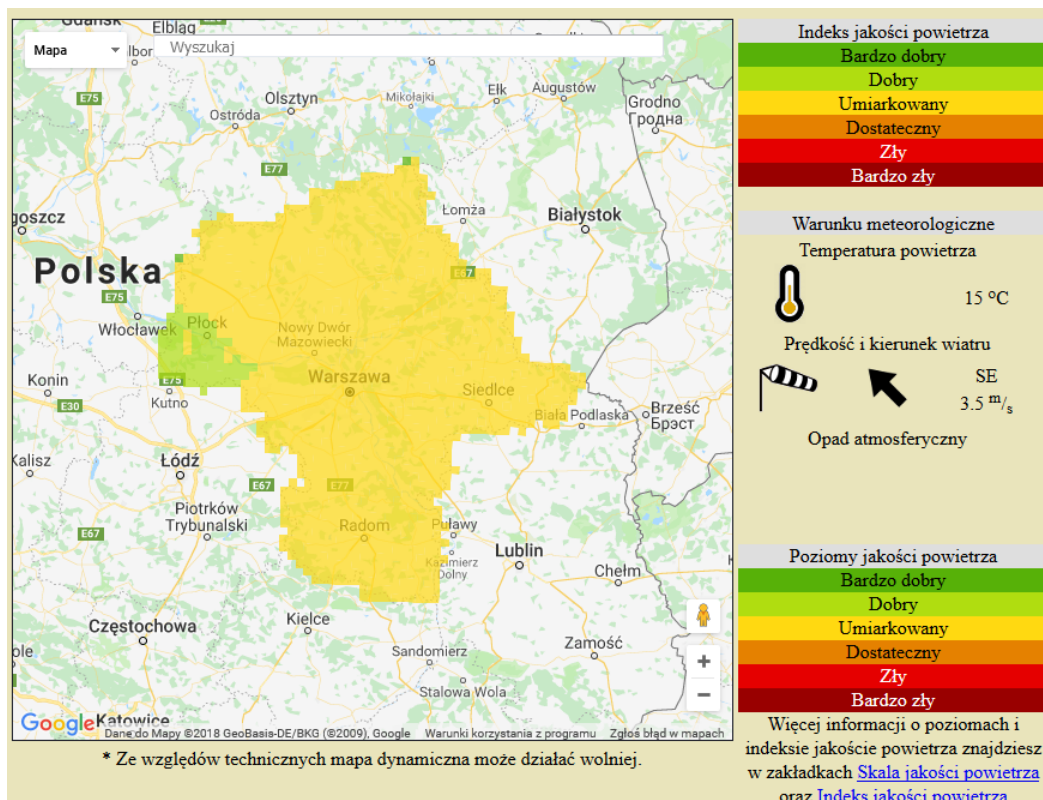 Gdańsk
Elbląg
Mapa
Wyszukaj
lbor
E75
Olsztyn
Mikołajki
Ełk
Augustów
Ostróda
Grodno
Гродна
E77
goszcz
Łomża
Białystok
Polska
E67
E75
Włocławek
Płock
Nowy Dwór
Mazowiecki
Konin
E75
Warszawa
Siedlce
E30
Kutno
Biała Podlaska
Brześć
Брэст
Kalisz
Łódź
E67
E77
Piotrków
Trybunalski
E67
Radom
Puławy
Kazimierz
Dolny
Lublin
Chełm
Kielce
Częstochowa
ole
Sandomierz
Zamość
Stalowa Wola
+
−
Google
Katowice
Dane do Mapy ©2018 GeoBasis-DE/BKG (©2009), Google
Warunki korzystania z programu
Zgłoś błąd w mapach
* Ze względów technicznych mapa dynamiczna może działać wolniej.
Indeks jakości powietrza
Bardzo dobry
Dobry
Umiarkowany
Dostateczny
Zły
Bardzo zły
Warunku meteorologiczne
Temperatura powietrza
15 °C
Prędkość i kierunek wiatru
SE
3.5 m/s
Opad atmosferyczny
Poziomy jakości powietrza
Bardzo dobry
Dobry
Umiarkowany
Dostateczny
Zły
Bardzo zły
Więcej informacji o poziomach i
indeksie jakoście powietrza znajdziesz
w zakładkach Skala jakości powietrza
oraz Indeks jakości powietrza